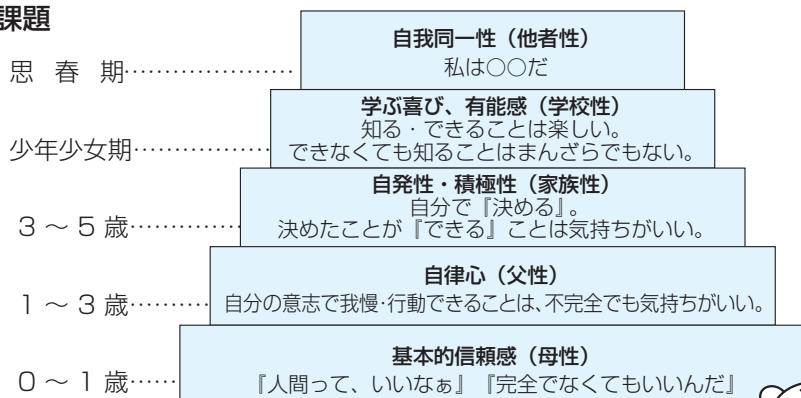 課題
思春期…………………
自我同一性（他者性）
私は○○だ
少年少女期……………
学ぶ喜び、有能感（学校性）
知る・できることは楽しい。
できなくても知ることはまんざらでもない。
3～5歳……………
自発性・積極性（家族性）
自分で『決める』。
決めたことが『できる』ことは気持ちがいい。
1～3歳…………
自律心（父性）
自分の意志で我慢・行動できることは、不完全でも気持ちがいい。
0～1歳……
基本的信頼感（母性）
『人間って、いいなぁ』『完全でなくてもいいんだ』